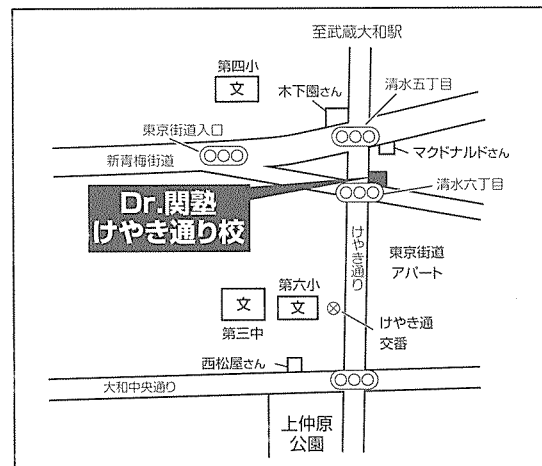 至武蔵大和駅
第四小
文
木下園さん
清水五丁目
東京街道入口
新青梅街道
マクドナルドさん
Dr.関塾
けやき通り校
清水六丁目
けやき通り
東京街道
アパート
第六小
文
文
第三中
けやき通
交番
西松屋さん
大和中央通り
上仲原
公園